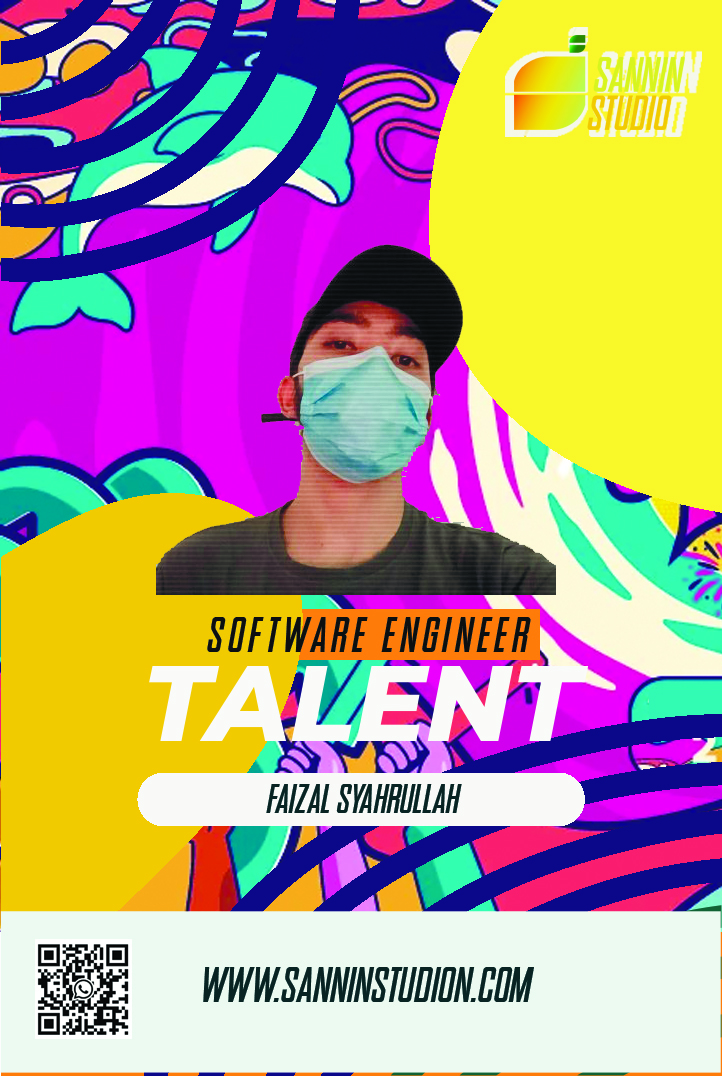 SANNINN
STUDIO
SOFTWARE ENGINEER
TALENT
FAIZAL SYAHRULLAH
WWW.SANNINSTUDION.COM